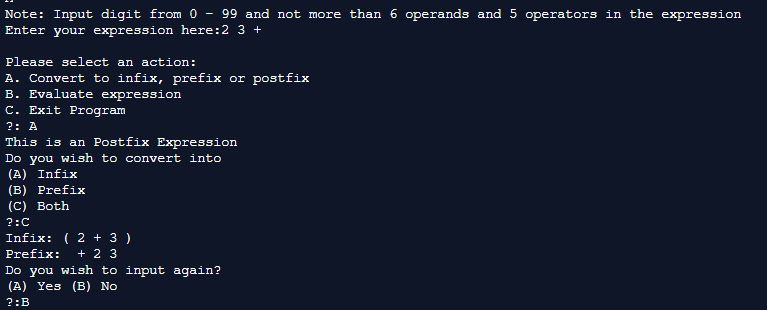 Note: Input digit from 0 - 99 and not more than 6 operands and 5 operators in the expression
Enter your expression here:2 3 +
Please select an action:
A. Convert to infix, prefix or postfix
B. Evaluate expression
C. Exit Program
?: A
This is an Postfix Expression
Do you wish to convert into
(A) Infix
(B) Prefix
(C) Both
?:C
Infix: ( 2 + 3 )
Prefix:  + 2 3
Do you wish to input again?
(A) Yes (B) No
?:B